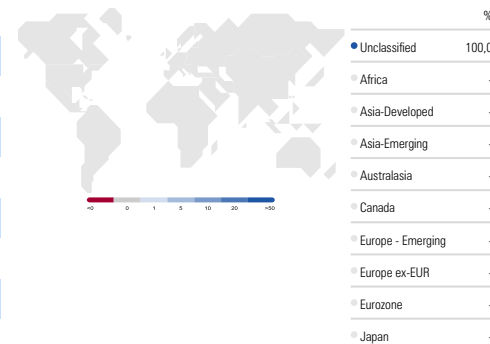 %
Unclassified 100,0
Africa -
Asia-Developed -
Asia-Emerging -
Australasia -
Canada -
Europe - Emerging -
Europe ex-EUR -
Eurozone -
Japan -
<0 0 1 5 10 20 >50